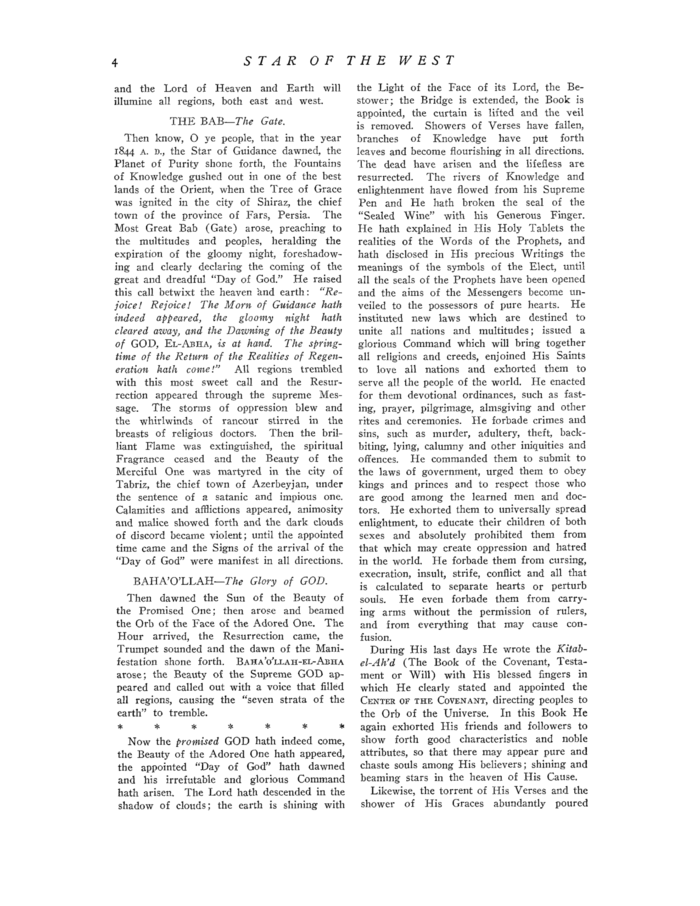 4
STAR OF THE WEST
and the Lord of Heaven and Earth will
illumine all regions, both east and west.
THE BAB—The Gate.
Then know, O ye people, that in the year
1844 A. D., the Star of Guidance dawned, the
Planet of Purity shone forth, the Fountains
of Knowledge gushed out in one of the best
lands of the Orient, when the Tree of Grace
was ignited in the city of Shiraz, the chief
town of the province of Fars, Persia. The
Most Great Bab (Gate) arose, preaching to
the multitudes and peoples, heralding the
expiration of the gloomy night, foreshadow-
ing and clearly declaring the coming of the
great and dreadful “Day of God.” He raised
this call betwixt the heaven and earth: “Re-
joice! Rejoice! The Morn of Guidance hath
indeed appeared, the gloomy night hath
cleared away, and the Dawning of the Beauty
of GOD, EL-ABHA, is at hand. The spring-
time of the Return of the Realities of Regen-
eration hath come!” All regions trembled
with this most sweet call and the Resur-
rection appeared through the supreme Mes-
sage. The storms of oppression blew and
the whirlwinds of rancour stirred in the
breasts of religious doctors. Then the bril-
liant Flame was extinguished, the spiritual
Fragrance ceased and the Beauty of the
Merciful One was martyred in the city of
Tabriz, the chief town of Azerbeyjan, under
the sentence of a satanic and impious one.
Calamities and afflictions appeared, animosity
and malice showed forth and the dark clouds
of discord became violent; until the appointed
time came and the Signs of the arrival of the
“Day of God” were manifest in all directions.
BAHA'O'LLAH—The Glory of GOD.
Then dawned the Sun of the Beauty of
the Promised One; then arose and beamed
the Orb of the Face of the Adored One. The
Hour arrived, the Resurrection came, the
Trumpet sounded and the dawn of the Mani-
festation shone forth. BAHA'O'LLAH-EL-ABHA
arose; the Beauty of the Supreme GOD ap-
peared and called out with a voice that filled
all regions, causing the “seven strata of the
earth” to tremble.
* * * * * * *
Now the promised GOD hath indeed come,
the Beauty of the Adored One hath appeared,
the appointed “Day of God” hath dawned
and his irrefutable and glorious Command
hath arisen. The Lord hath descended in the
shadow of clouds; the earth is shining with
the Light of the Face of its Lord, the Be-
stower; the Bridge is extended, the Book is
appointed, the curtain is lifted and the veil
is removed. Showers of Verses have fallen,
branches of Knowledge have put forth
leaves and become flourishing in all directions.
The dead have arisen and the lifeless are
resurrected. The rivers of Knowledge and
enlightenment have flowed from his Supreme
Pen and He hath broken the seal of the
“Sealed Wine” with his Generous Finger.
He hath explained in His Holy Tablets the
realities of the Words of the Prophets, and
hath disclosed in His precious Writings the
meanings of the symbols of the Elect, until
all the seals of the Prophets have been opened
and the aims of the Messengers become un-
veiled to the possessors of pure hearts. He
instituted new laws which are destined to
unite all nations and multitudes; issued a
glorious Command which will bring together
all religions and creeds, enjoined His Saints
to love all nations and exhorted them to
serve all the people of the world. He enacted
for them devotional ordinances, such as fast-
ing, prayer, pilgrimage, almsgiving and other
rites and ceremonies. He forbade crimes and
sins, such as murder, adultery, theft, back-
biting, lying, calumny and other iniquities and
offences. He commanded them to submit to
the laws of government, urged them to obey
kings and princes and to respect those who
are good among the learned men and doc-
tors. He exhorted them to universally spread
enlightment, to educate their children of both
sexes and absolutely prohibited them from
that which may create oppression and hatred
in the world. He forbade them from cursing,
execration, insult, strife, conflict and all that
is calculated to separate hearts or perturb
souls. He even forbade them from carry-
ing arms without the permission of rulers,
and from everything that may cause con-
fusion.
During His last days He wrote the Kitab-
el-Ah'd (The Book of the Covenant, Testa-
ment or Will) with His blessed fingers in
which He clearly stated and appointed the
CENTER OF THE COVENANT, directing peoples to
the Orb of the Universe. In this Book He
again exhorted His friends and followers to
show forth good characteristics and noble
attributes, so that there may appear pure and
chaste souls among His believers; shining and
beaming stars in the heaven of His Cause.
Likewise, the torrent of His Verses and the
shower of His Graces abundantly poured